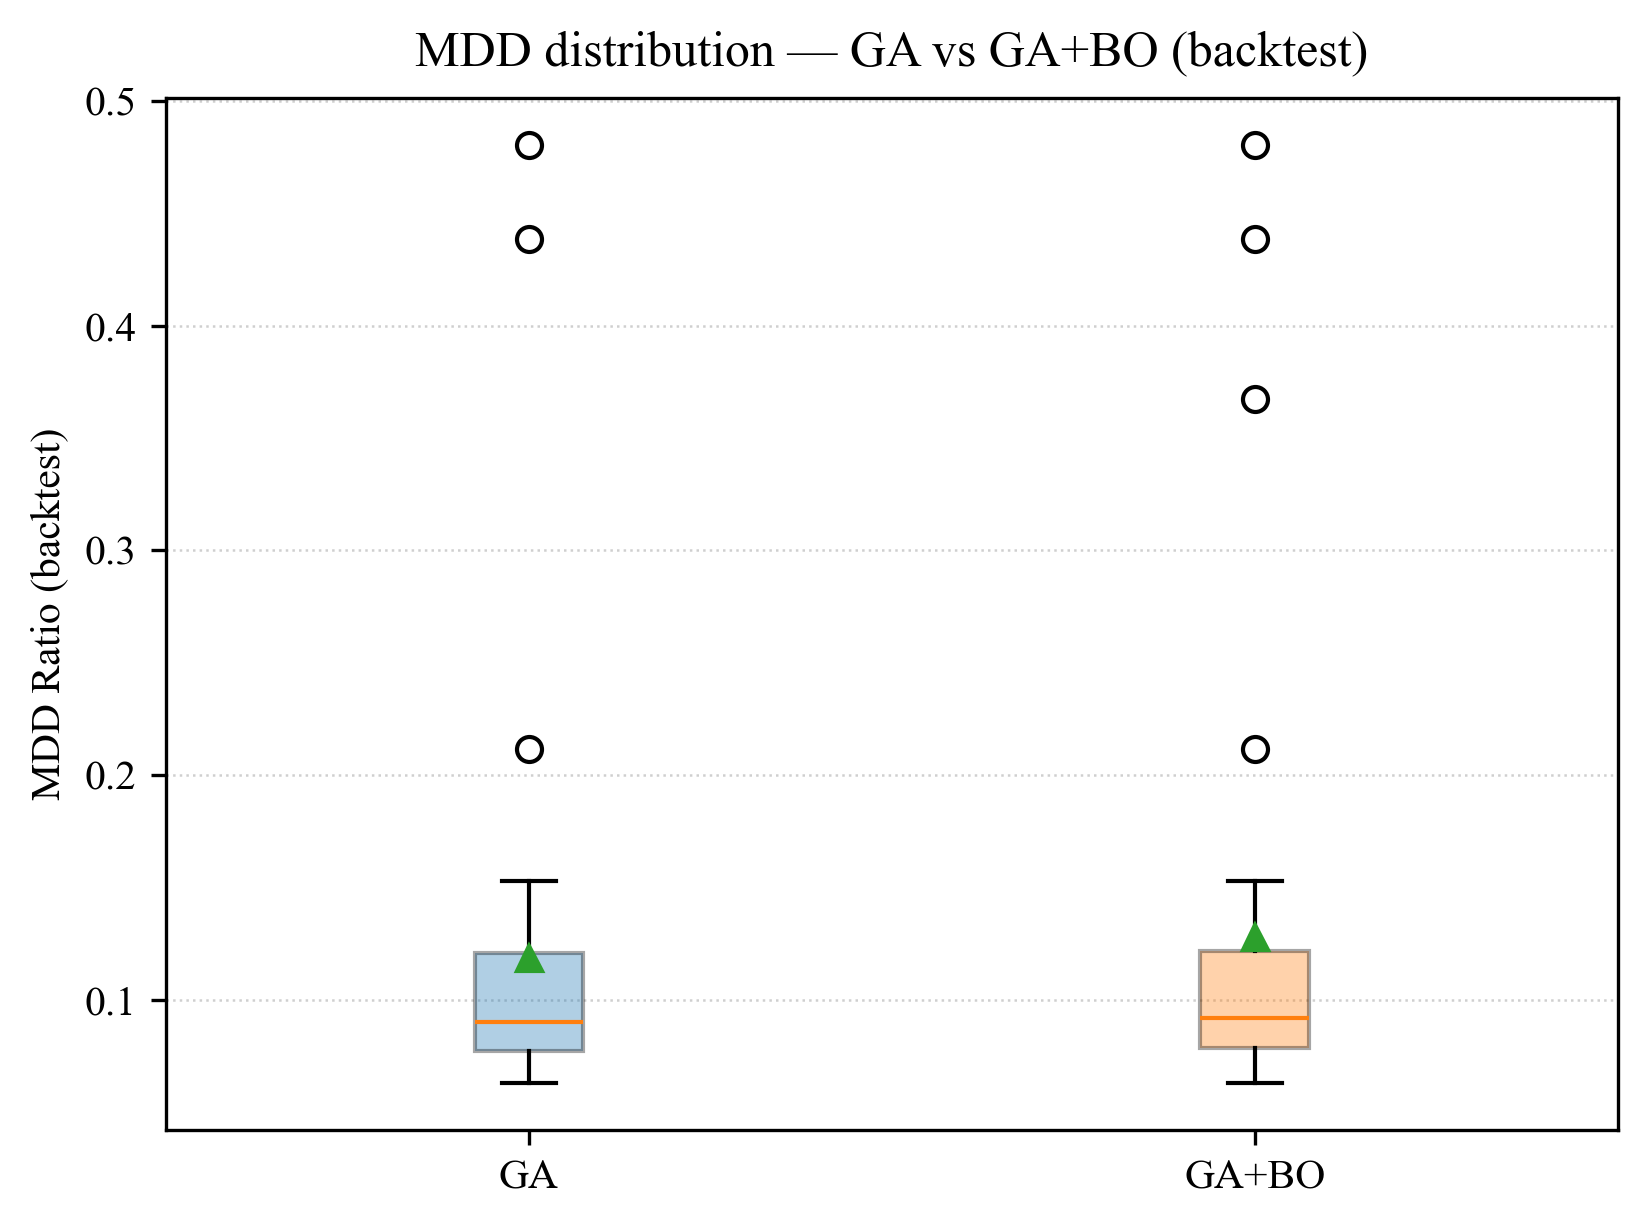 MDD distribution — GA vs GA+BO (backtest)
MDD Ratio (backtest)
0.5
0.4
0.3
0.2
0.1
GA
GA+BO